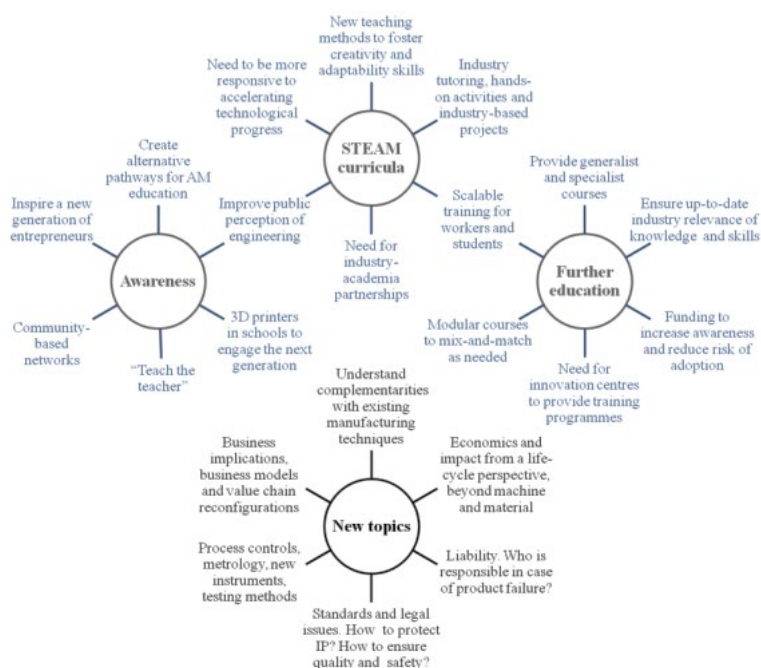 New teaching
methods to foster
creativity and
adaptability skills
Need to be more
responsive to
accelerating
technological
progress
Industry
tutoring, hands-
on activities and
industry-based
projects
STEAM
curricula
Create
alternative
pathways for AM
education
Provide generalist
and specialist
courses
Inspire a new
generation of
entrepreneurs
Improve public
perception of
engineering
Scalable
training for
workers and
students
Ensure up-to-date
industry relevance of
knowledge and skills
Need for
industry-
academia
partnerships
Awareness
Further
education
Community-
based
networks
"Teach the
teacher"
3D printers
in schools to
engage the next
generation
Modular courses
to mix-and-match
as needed
Need for
innovation centres
to provide training
programmes
Funding to
increase awareness
and reduce risk of
adoption
Understand
complementarities
with existing
manufacturing
techniques
Business
implications,
business models
and value chain
reconfigurations
Economics and
impact from a life-
cycle perspective,
beyond machine
and material
New topics
Process controls,
metrology, new
instruments,
testing methods
Liability. Who is
responsible in case
of product failure?
Standards and legal
issues. How to protect
IP? How to ensure
quality and safety?